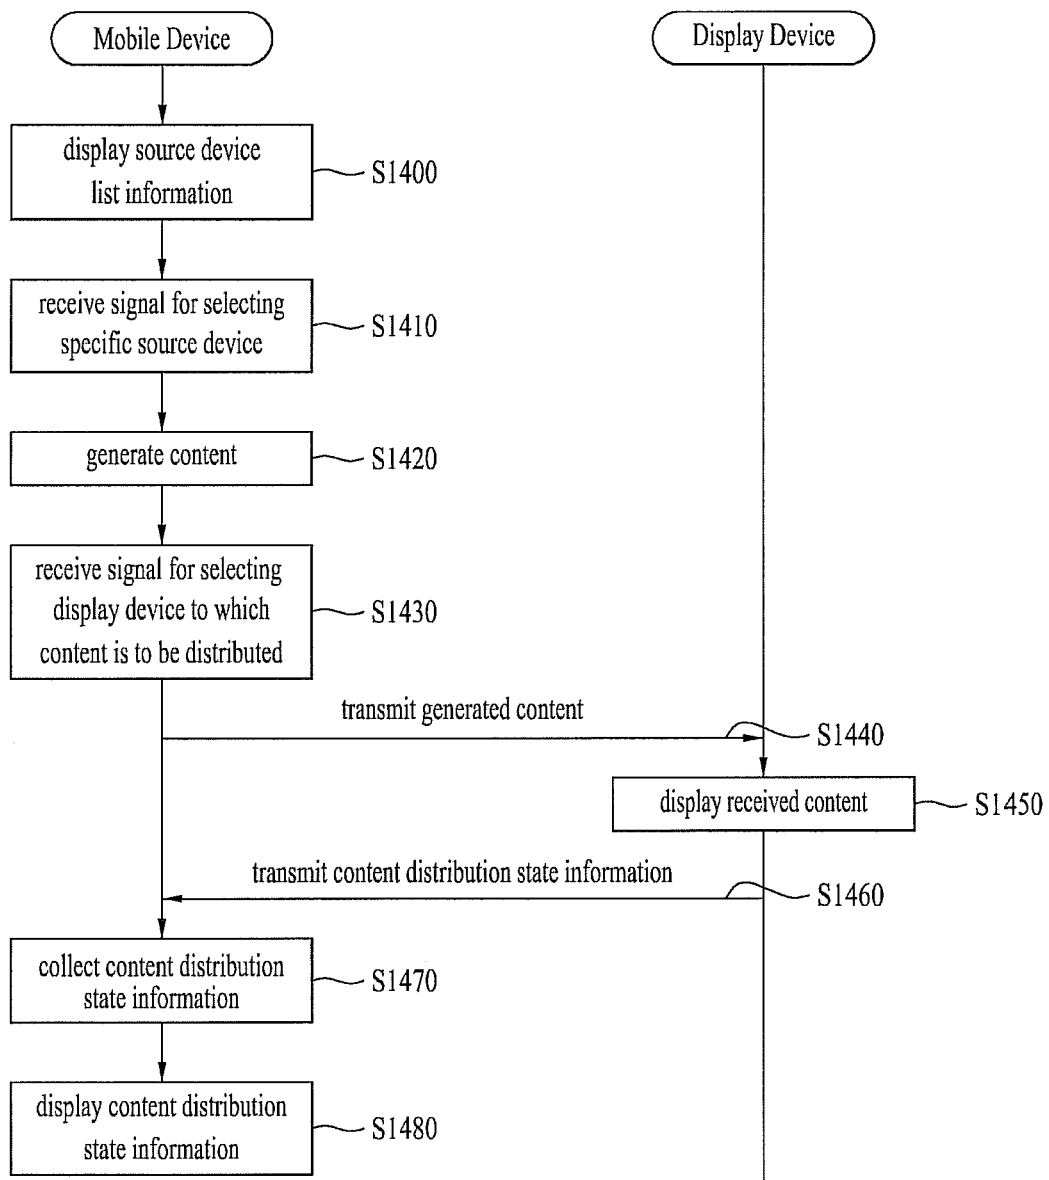 Mobile Device
Display Device
display source device
list information
S1400
receive signal for selecting
specific source device
S1410
generate content
S1420
receive signal for selecting
display device to which
content is to be distributed
S1430
transmit generated content
S1440
display received content
S1450
transmit content distribution state information
S1460
collect content distribution
state information
S1470
display content distribution
state information
S1480